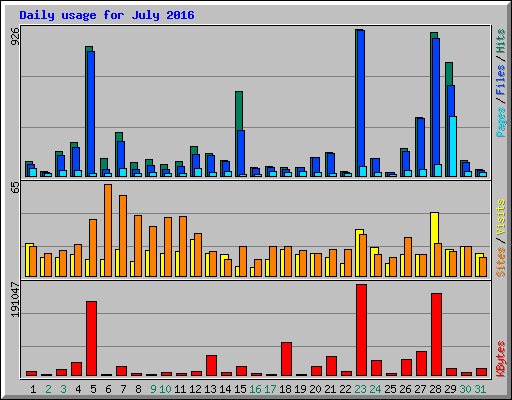 Daily usage for July 2016
926
Pages / Files / Hits
65
Sites / Visits
191047
KBytes
1 2 3 4 5 6 7 8 9 10 11 12 13 14 15 16 17 18 19 20 21 22 23 24 25 26 27 28 29 30 31